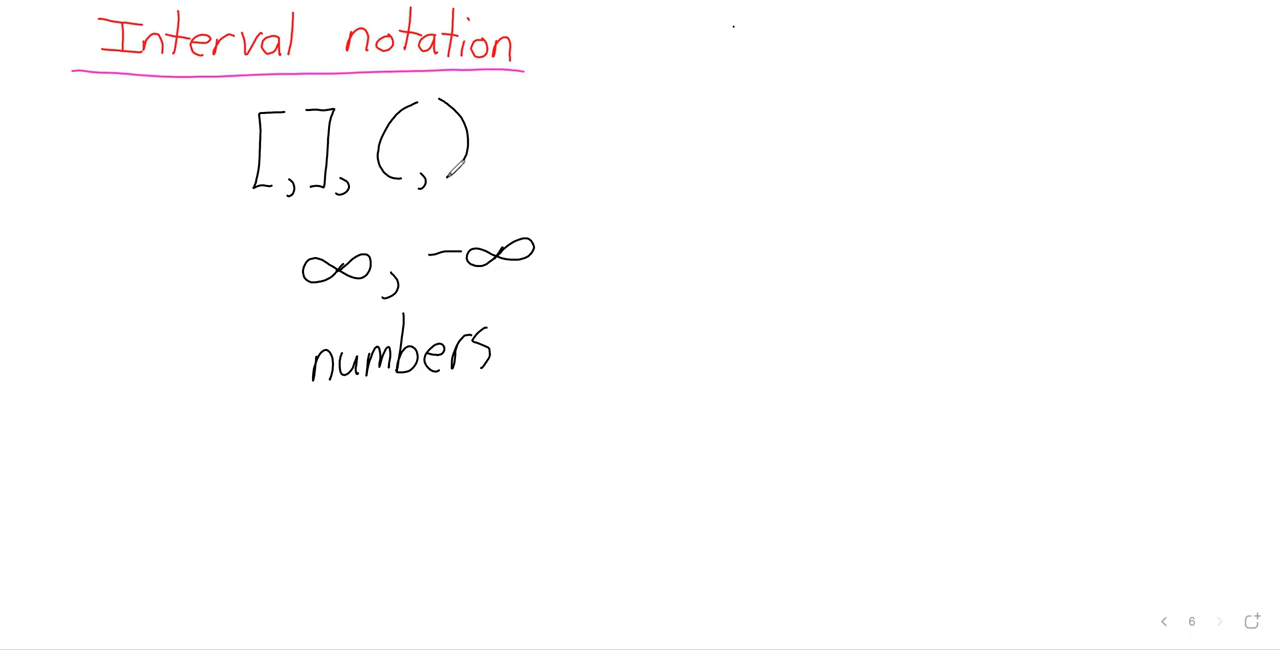 Interval notation
[,], (,)
∞, -∞
numbers
6